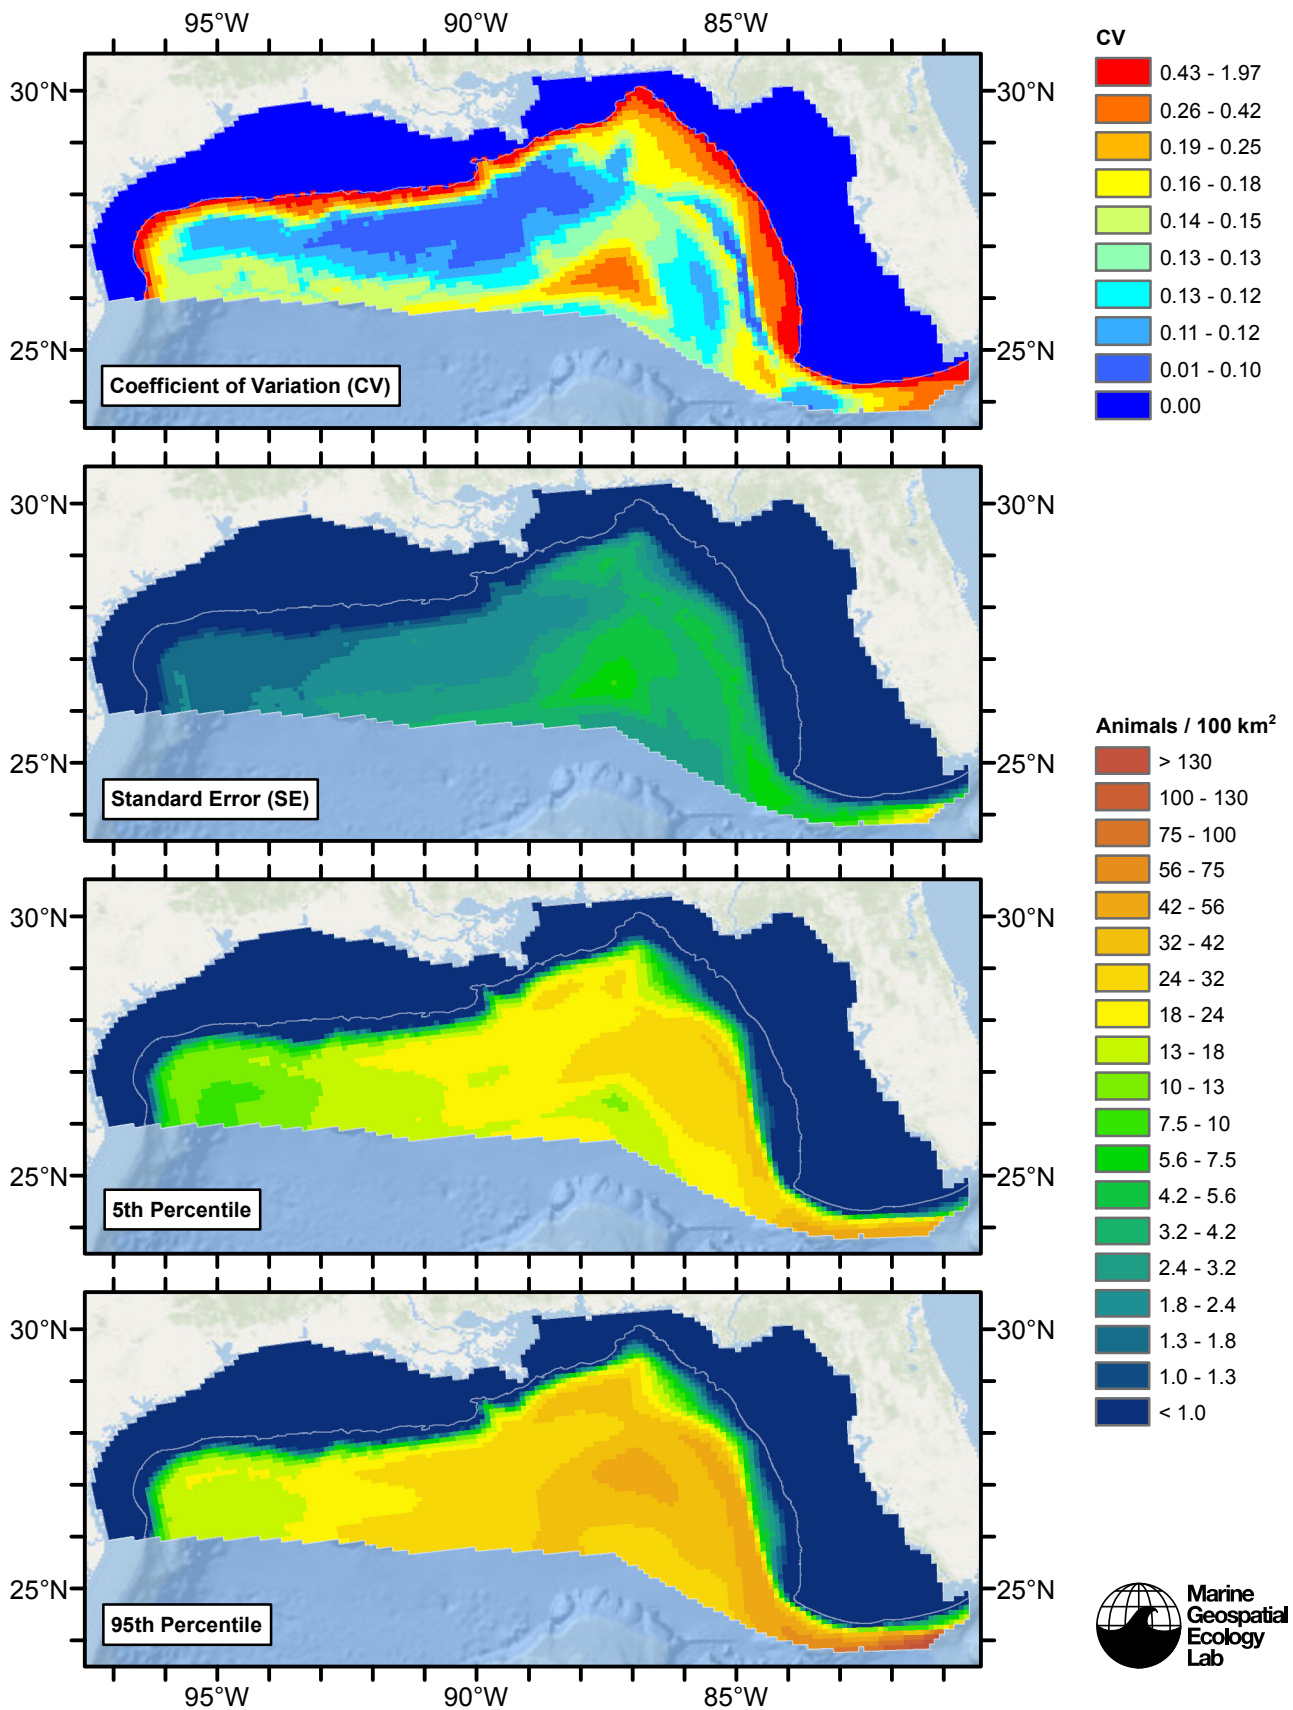 95°W 90°W 85°W
30°N 30°N
25°N 25°N
Coefficient of Variation (CV)
CV
0.43 - 1.97
0.26 - 0.42
0.19 - 0.25
0.16 - 0.18
0.14 - 0.15
0.13 - 0.13
0.13 - 0.12
0.11 - 0.12
0.01 - 0.10
0.00
30°N 30°N
25°N 25°N
Standard Error (SE)
Animals / 100 km²
> 130
100 - 130
75 - 100
56 - 75
42 - 56
32 - 42
24 - 32
18 - 24
13 - 18
10 - 13
7.5 - 10
5.6 - 7.5
4.2 - 5.6
3.2 - 4.2
2.4 - 3.2
1.8 - 2.4
1.3 - 1.8
1.0 - 1.3
< 1.0
30°N 30°N
25°N 25°N
5th Percentile
30°N 30°N
25°N 25°N
95th Percentile
95°W 90°W 85°W
Marine
Geospatial
Ecology
Lab